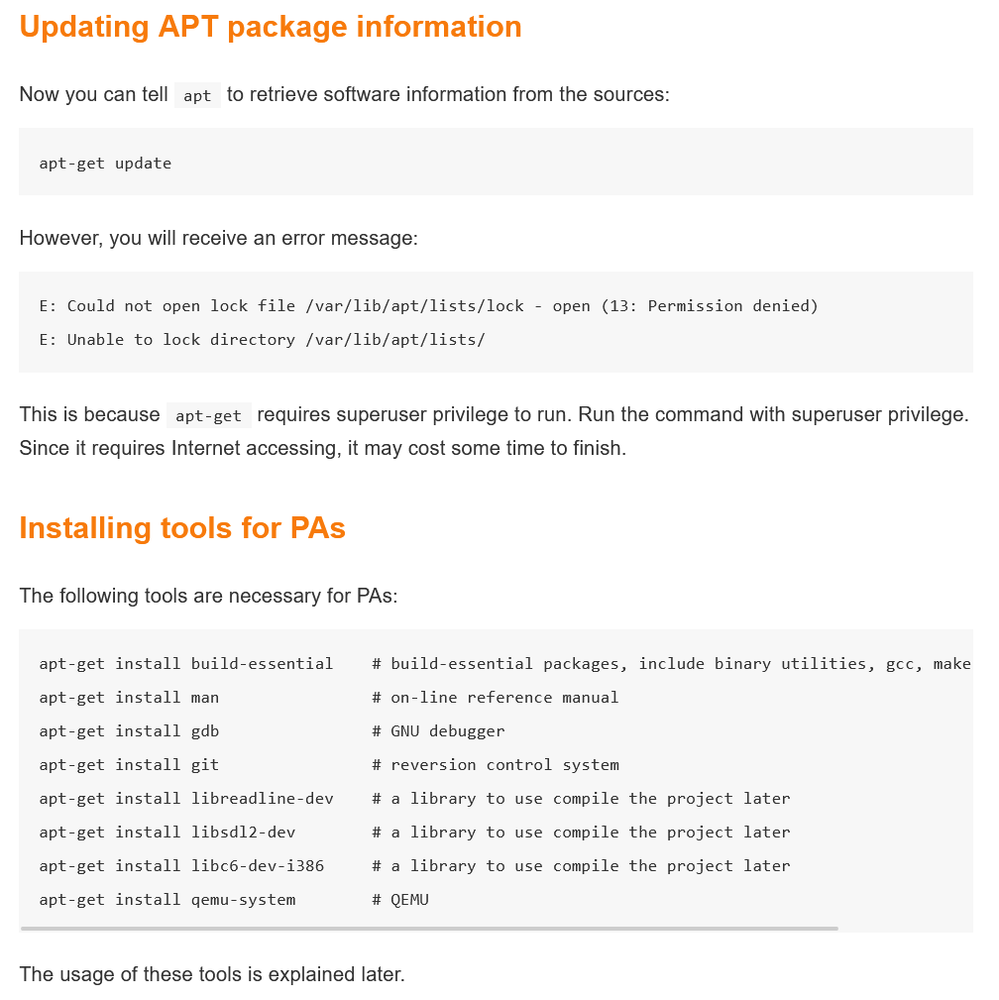 Updating APT package information
Now you can tell apt to retrieve software information from the sources:
apt-get update
However, you will receive an error message:
E: Could not open lock file /var/lib/apt/lists/lock - open (13: Permission denied)
E: Unable to lock directory /var/lib/apt/lists/
This is because apt-get requires superuser privilege to run. Run the command with superuser privilege.
Since it requires Internet accessing, it may cost some time to finish.
Installing tools for PAs
The following tools are necessary for PAs:
apt-get install build-essential    # build-essential packages, include binary utilities, gcc, make
apt-get install man                # on-line reference manual
apt-get install gdb                # GNU debugger
apt-get install git                # reversion control system
apt-get install libreadline-dev    # a library to use compile the project later
apt-get install libsdl2-dev        # a library to use compile the project later
apt-get install libc6-dev-i386     # a library to use compile the project later
apt-get install qemu-system        # QEMU
The usage of these tools is explained later.